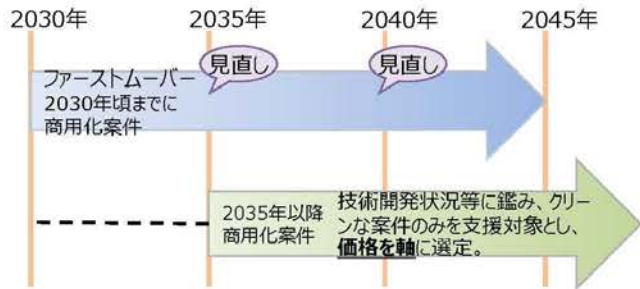 2030年 2035年 2040年 2045年
見直し 見直し
ファーストムーバー
2030年頃までに
商用化案件
2035年以降
商用化案件
技術開発状況等に鑑み、クリ
ーンな案件のみを支援対象とし、
価格を軸に選定。